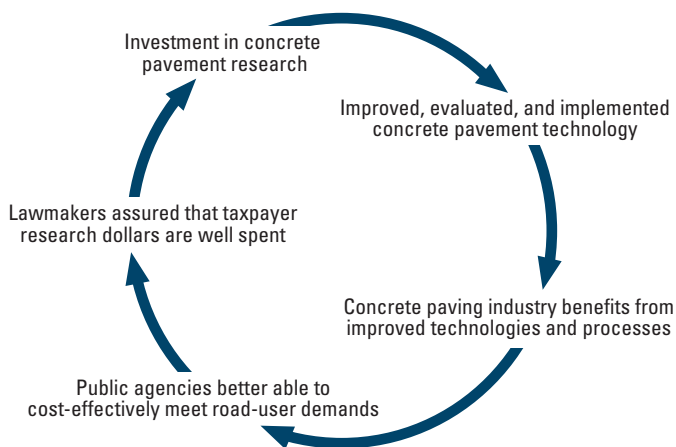 Investment in concrete
pavement research
Improved, evaluated, and implemented
concrete pavement technology
Concrete paving industry benefits from
improved technologies and processes
Public agencies better able to
cost-effectively meet road-user demands
Lawmakers assured that taxpayer
research dollars are well spent